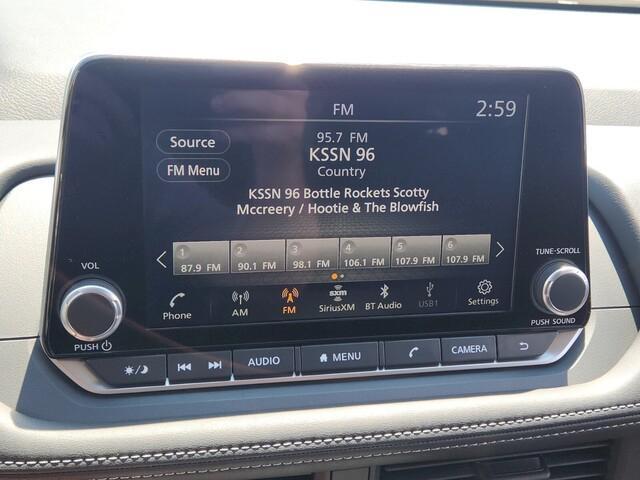 FM
2:59
Source
95.7 FM
KSSN 96
FM Menu
Country
KSSN 96 Bottle Rockets Scotty
Mccreery / Hootie & The Blowfish
1 2 3 4 5 6
87.9 FM 90.1 FM 98.1 FM 106.1 FM 107.9 FM 107.9 FM
VOL
TUNE·SCROLL
Phone AM FM sxm SiriusXM BT Audio USB1 Settings
PUSH
PUSH SOUND
AUDIO MENU CAMERA